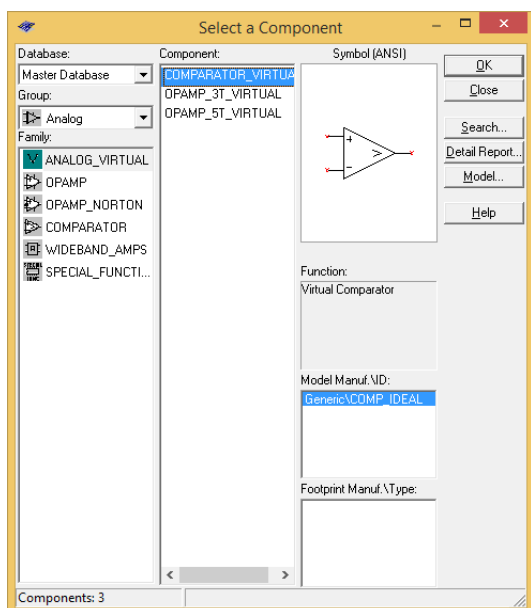 Select a Component
Database:
Master Database
Group:
Analog
Family:
ANALOG_VIRTUAL
OPAMP
OPAMP_NORTON
COMPARATOR
WIDEBAND_AMPS
SPECIAL_FUNCTI...
Component:
COMPARATOR_VIRTUA
OPAMP_3T_VIRTUAL
OPAMP_5T_VIRTUAL
Symbol (ANSI)
Function:
Virtual Comparator
Model Manuf.\ID:
Generic\COMP_IDEAL
Footprint Manuf.\Type:
OK
Close
Search...
Detail Report...
Model...
Help
Components: 3